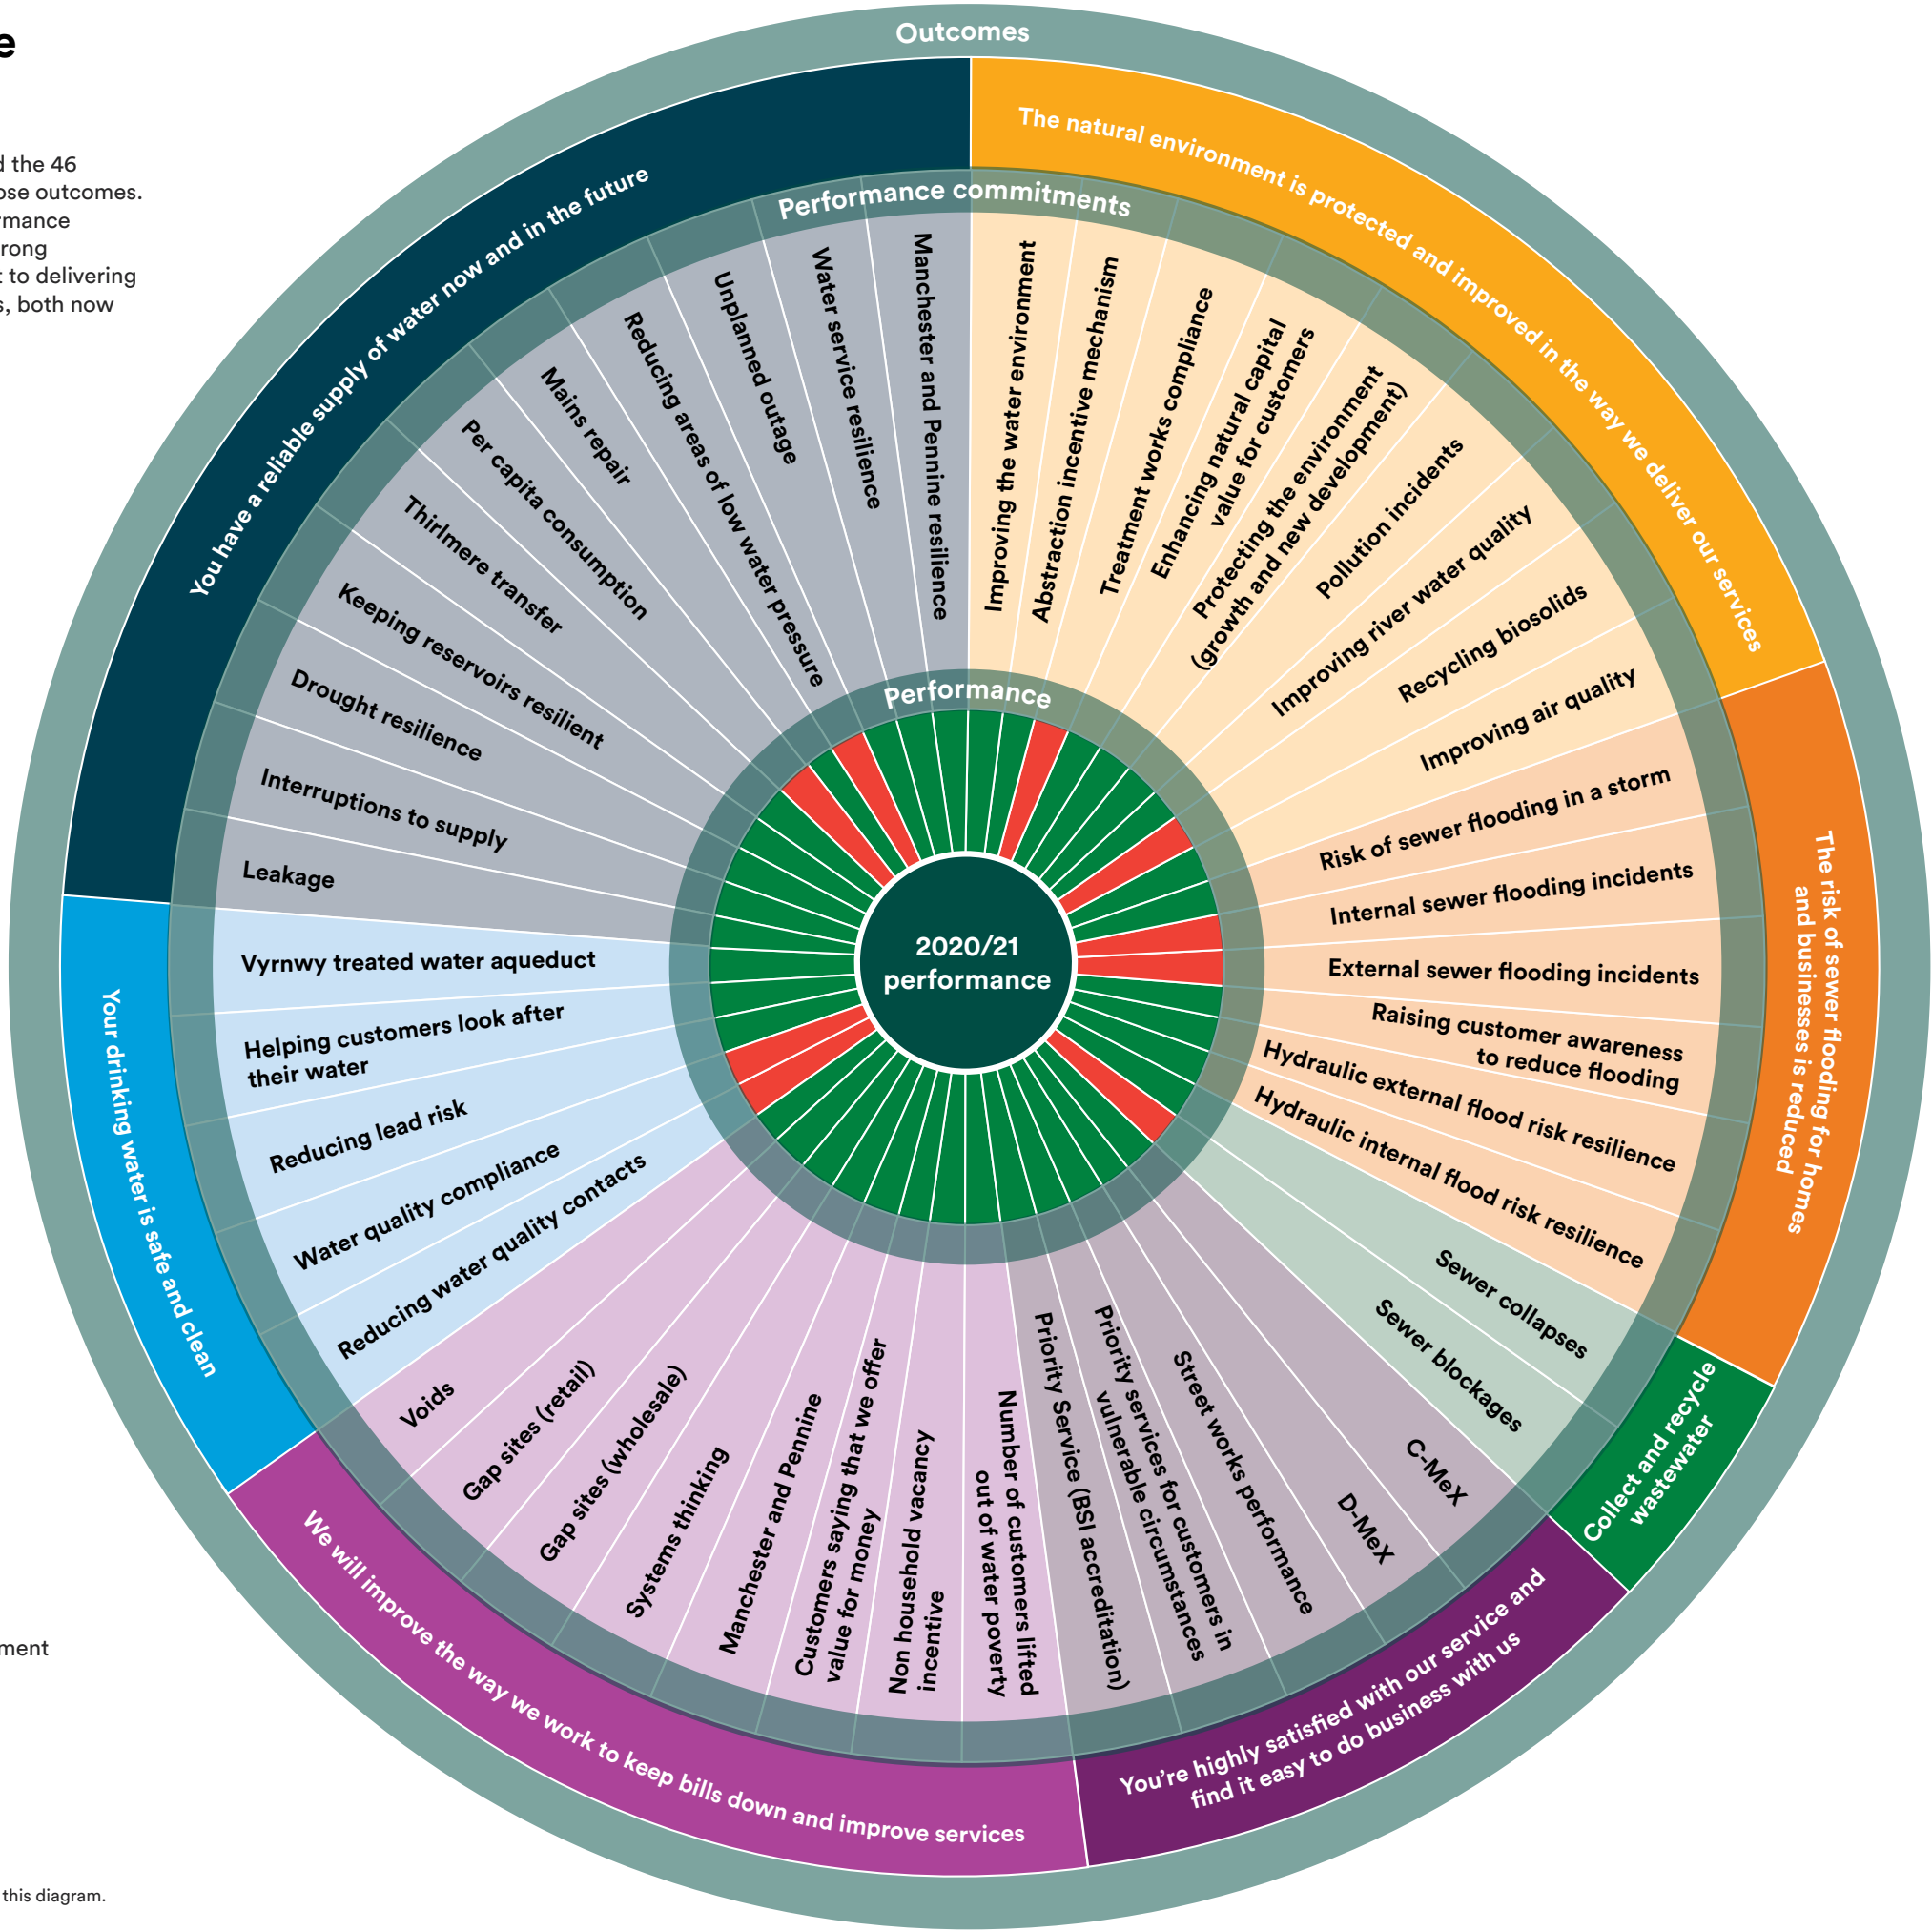 e
d the 46
ose outcomes.
rmance
rong
t to delivering
s, both now
ment
this diagram.
Outcomes
The natural environment is protected and improved in the way we deliver our services
The risk of sewer flooding for homes
and businesses is reduced
Collect and recycle
wastewater
You're highly satisfied with our service and
find it easy to do business with us
We will improve the way we work to keep bills down and improve services
Your drinking water is safe and clean
You have a reliable supply of water now and in the future
Performance commitments
Improving the water environment
Abstraction incentive mechanism
Treatment works compliance
Enhancing natural capital
value for customers
Protecting the environment
(growth and new development)
Pollution incidents
Improving river water quality
Recycling biosolids
Improving air quality
Risk of sewer flooding in a storm
Internal sewer flooding incidents
External sewer flooding incidents
Raising customer awareness
to reduce flooding
Hydraulic external flood risk resilience
Hydraulic internal flood risk resilience
Sewer collapses
Sewer blockages
C-MeX
D-MeX
Street works performance
Priority services for customers in
vulnerable circumstances
Priority Service (BSI accreditation)
Number of customers lifted
out of water poverty
Non household vacancy
incentive
Customers saying that we offer
value for money
Manchester and Pennine
Systems thinking
Gap sites (wholesale)
Gap sites (retail)
Voids
Reducing water quality contacts
Water quality compliance
Reducing lead risk
Helping customers look after
their water
Vyrnwy treated water aqueduct
Leakage
Interruptions to supply
Drought resilience
Keeping reservoirs resilient
Thirlmere transfer
Per capita consumption
Mains repair
Reducing areas of low water pressure
Unplanned outage
Water service resilience
Manchester and Pennine resilience
Performance
2020/21
performance